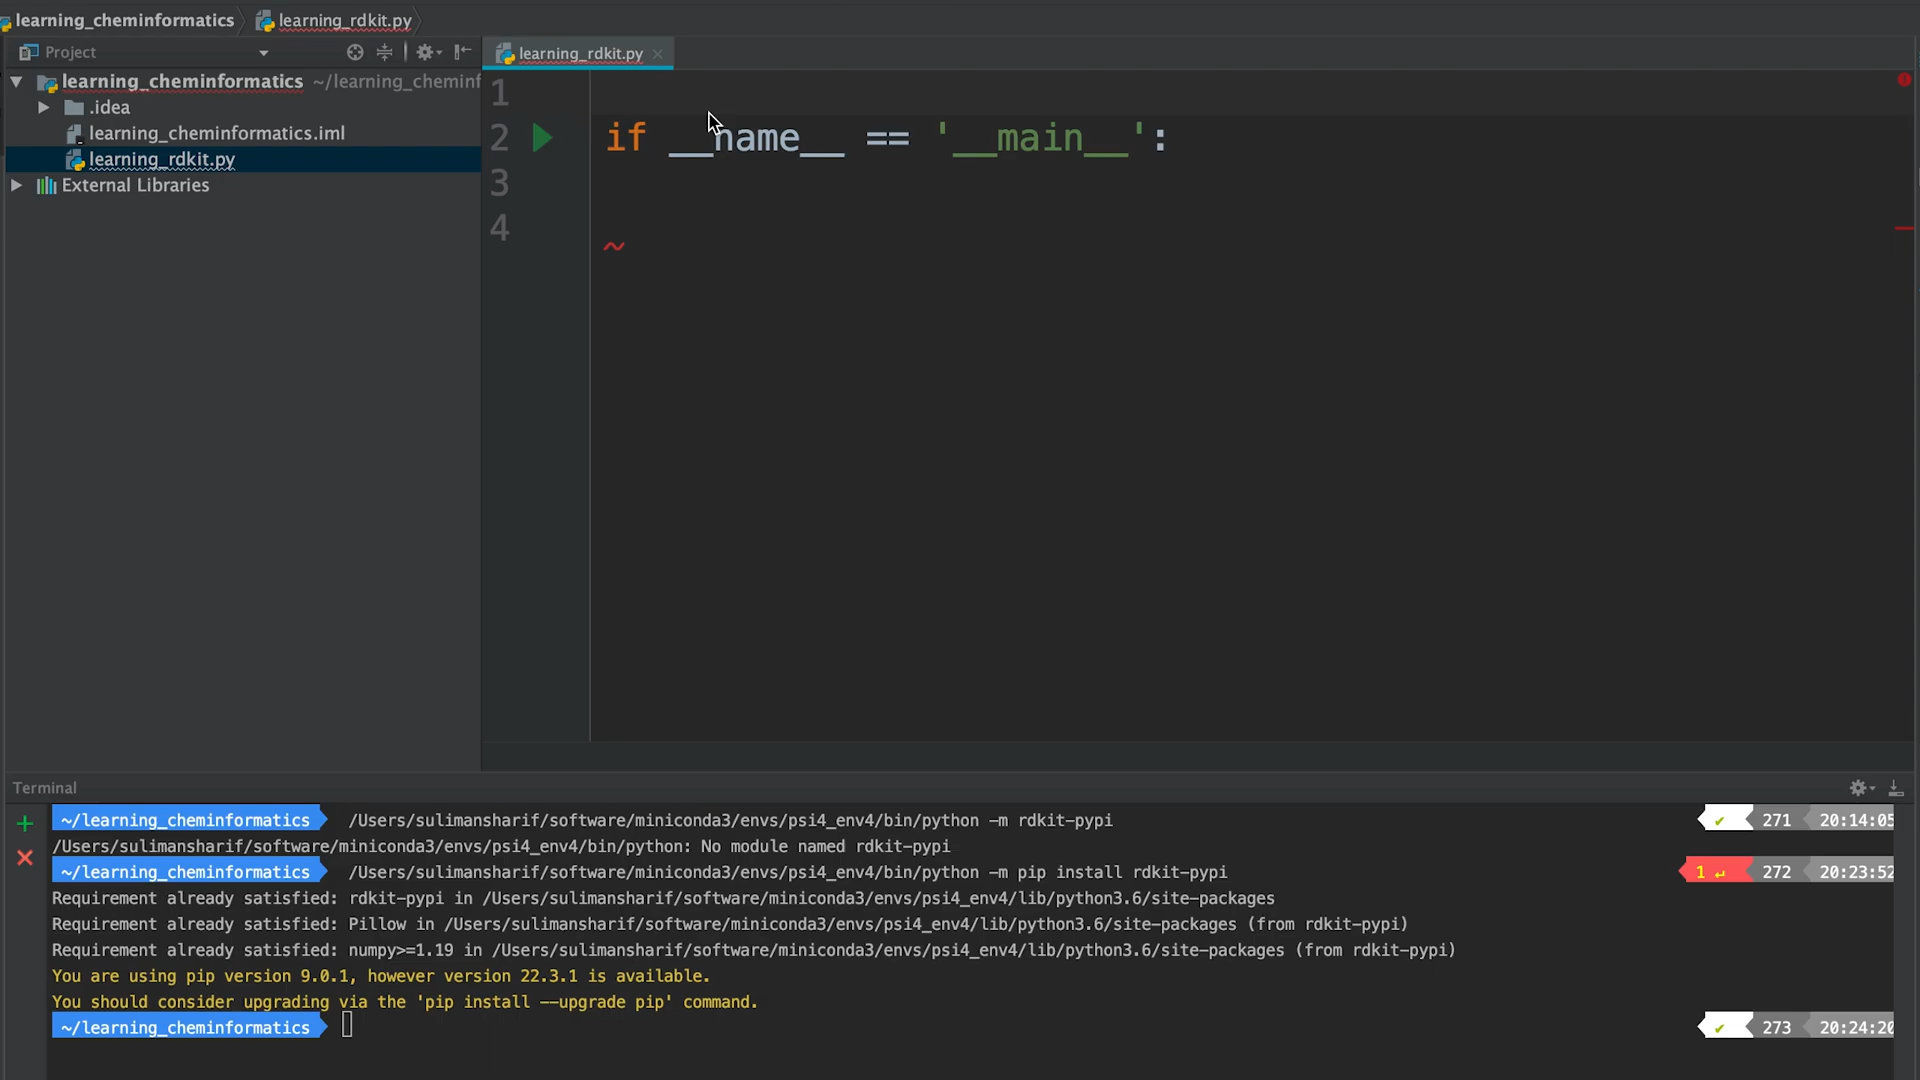 learning_cheminformatics learning_rdkit.py
Project
learning_rdkit.py
learning_cheminformatics ~/learning_cheminf
.idea
learning_cheminformatics.iml
learning_rdkit.py
External Libraries
1
2 if __name__ == '__main__':
3
4
Terminal
~/learning_cheminformatics /Users/sulimansharif/software/miniconda3/envs/psi4_env4/bin/python -m rdkit-pypi ✔ 271 20:14:05
/Users/sulimansharif/software/miniconda3/envs/psi4_env4/bin/python: No module named rdkit-pypi
~/learning_cheminformatics /Users/sulimansharif/software/miniconda3/envs/psi4_env4/bin/python -m pip install rdkit-pypi 1 ↵ 272 20:23:52
Requirement already satisfied: rdkit-pypi in /Users/sulimansharif/software/miniconda3/envs/psi4_env4/lib/python3.6/site-packages
Requirement already satisfied: Pillow in /Users/sulimansharif/software/miniconda3/envs/psi4_env4/lib/python3.6/site-packages (from rdkit-pypi)
Requirement already satisfied: numpy>=1.19 in /Users/sulimansharif/software/miniconda3/envs/psi4_env4/lib/python3.6/site-packages (from rdkit-pypi)
You are using pip version 9.0.1, however version 22.3.1 is available.
You should consider upgrading via the 'pip install --upgrade pip' command.
~/learning_cheminformatics ✔ 273 20:24:20